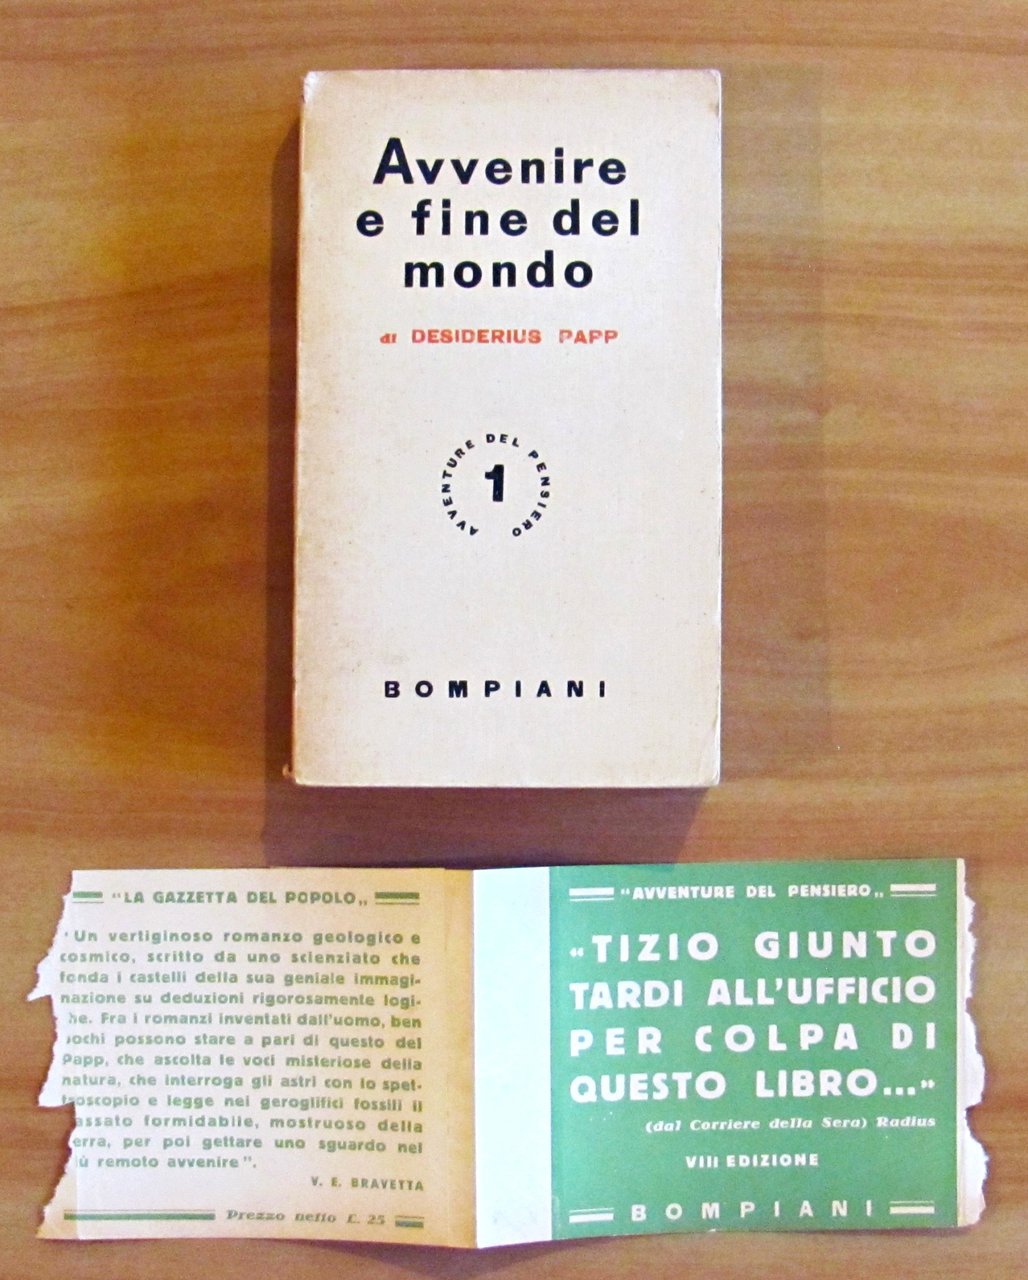 Avvenire
e fine del
mondo
di DESIDERIUS PAPP
AVVENTURE DEL PENSIERO
1
BOMPIANI
"LA GAZZETTA DEL POPOLO„
"Un vertiginoso romanzo geologico e
cosmico, scritto da uno scienziato che
fonda i castelli della sua geniale immagi-
nazione su deduzioni rigorosamente logi-
he. Fra i romanzi inventati dall'uomo, ben
pochi possono stare a pari di questo del
Papp, che ascolta le voci misteriose della
natura, che interroga gli astri con lo spet-
troscopio e legge nei geroglifici fossili il
assato formidabile, mostruoso della
erra, per poi gettare uno sguardo nel
iù remoto avvenire".
V. E. BRAVETTA
Prezzo netto L. 25
"AVVENTURE DEL PENSIERO„
«TIZIO GIUNTO
TARDI ALL'UFFICIO
PER COLPA DI
QUESTO LIBRO...»
(dal Corriere della Sera) Radius
VIII EDIZIONE
BOMPIANI